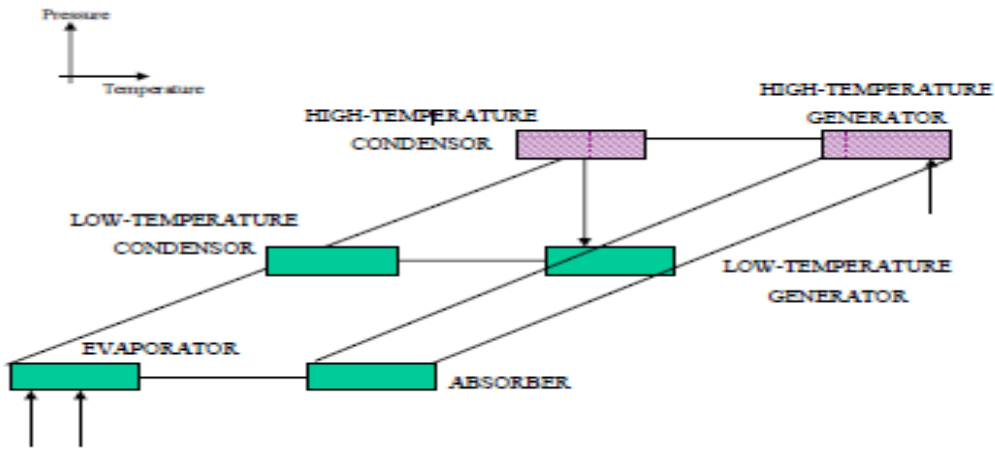 Pressure
Temperature
HIGH-TEMPERATURE
CONDENSOR
HIGH-TEMPERATURE
GENERATOR
LOW-TEMPERATURE
CONDENSOR
LOW-TEMPERATURE
GENERATOR
EVAPORATOR
ABSORBER